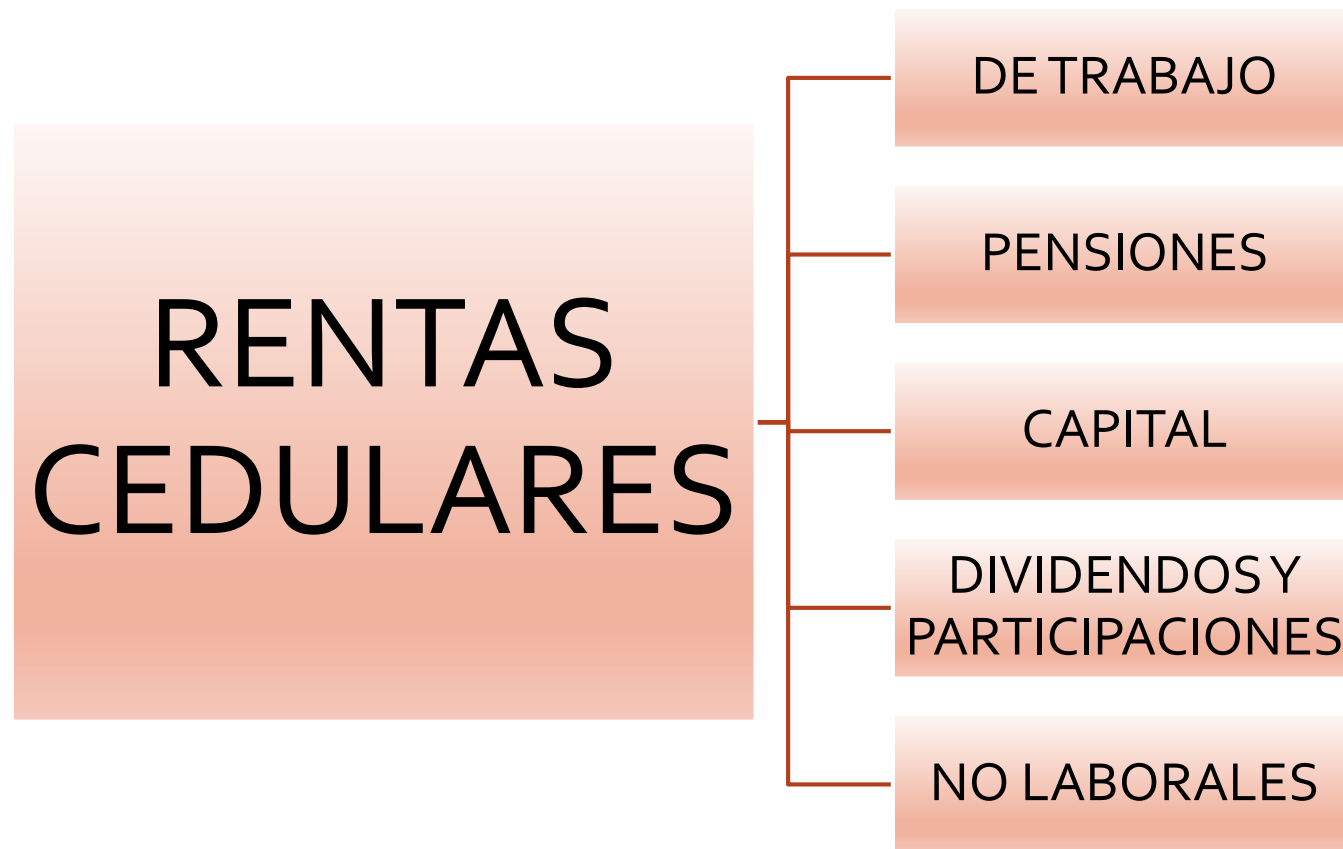 RENTAS
CEDULARES
DE TRABAJO
PENSIONES
CAPITAL
DIVIDENDOS Y
PARTICIPACIONES
NO LABORALES